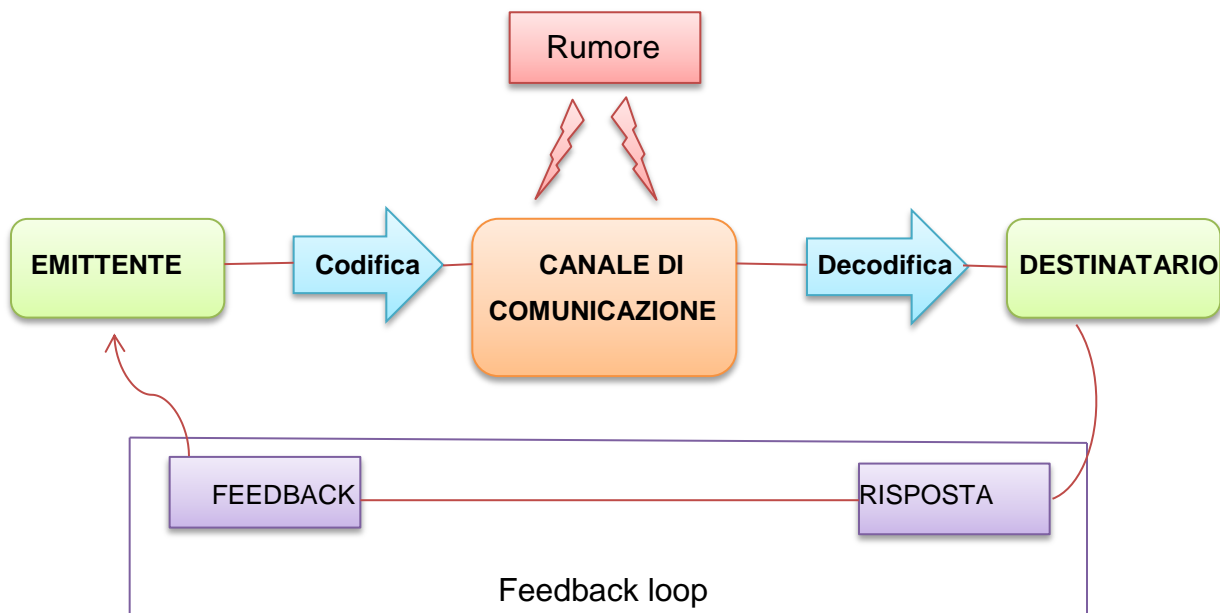 Rumore
EMITTENTE
Codifica
CANALE DI
COMUNICAZIONE
Decodifica
DESTINATARIO
FEEDBACK
RISPOSTA
Feedback loop